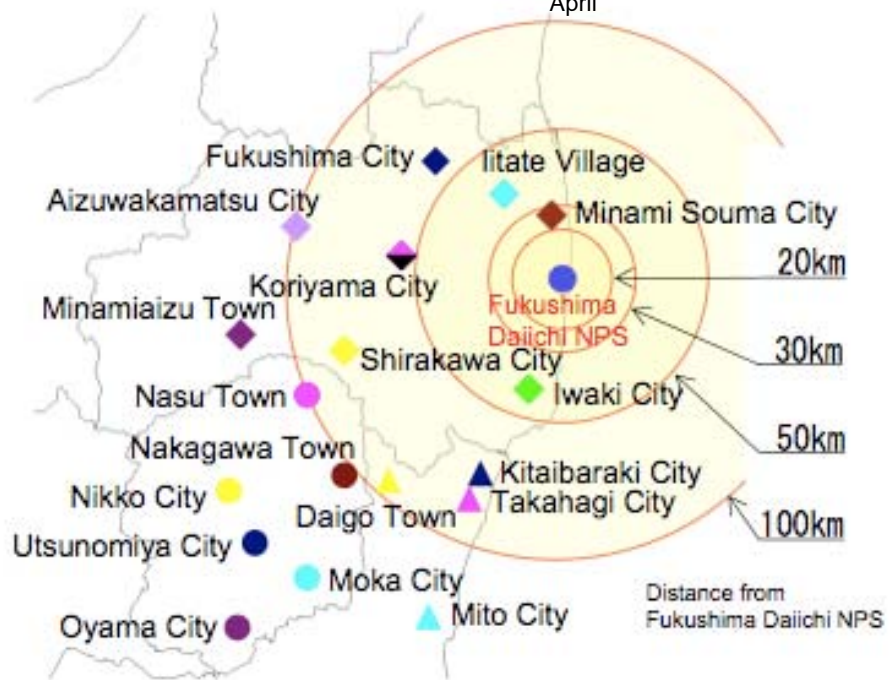 April
Fukushima City
Iitate Village
Aizuwakamatsu City
Minami Souma City
20km
Koriyama City
Minamiaizu Town
Fukushima
Daiichi NPS
30km
Shirakawa City
Nasu Town
Iwaki City
50km
Nakagawa Town
Kitaibaraki City
Nikko City
Takahagi City
Daigo Town
100km
Utsunomiya City
Moka City
Mito City
Oyama City
Distance from
Fukushima Daiichi NPS